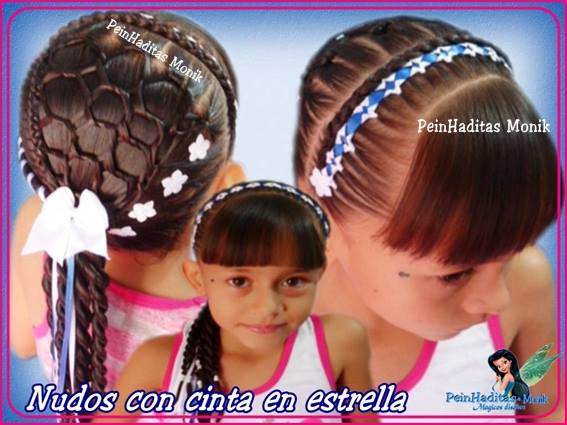 PeinHaditas Monik
PeinHaditas Monik
Nudos con cinta en estrella
PeinHaditas Monik
Magicos diseños